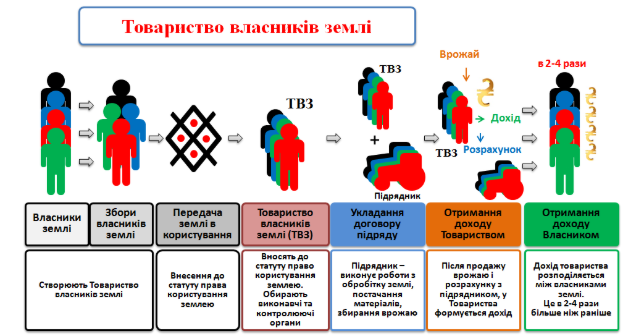 Товариство власників землі
ТВЗ
ТВЗ
Підрядник
Врожай
Дохід
Розрахунок
ТВЗ
в 2-4 рази
Власники
землі
Збори
власників
землі
Передача
землі в
користування
Товариство
власників
землі (ТВЗ)
Укладання
договору
підряду
Отримання
доходу
Товариством
Отримання
доходу
Власником
Створюють Товариство
власників землі
Внесення до
статуту права
користування
землею
Вносять до
статуту право
користування
землею.
Обирають
виконавчі та
контролюючі
органи
Підрядник –
виконує роботи з
обробітку землі,
постачання
матеріалів,
збирання врожаю
Після продажу
врожаю і
розрахунку з
підрядником, у
Товариства
формується дохід
Дохід товариства
розподіляється
між власниками
землі.
Це в 2-4 рази
більше ніж раніше